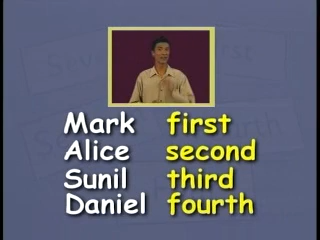 Mark first
Alice second
Sunil third
Daniel fourth